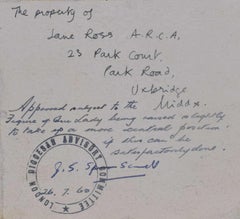 The property of
Jane Ross A.R.C.A.
23 Park Court,
Park Road,
Uxbridge
Middx.
Approved subject to the
Figure of Our Lady being raised slightly
to take up a more central position
if this can be
satisfactorily done.
LONDON DIOCESAN ADVISORY COMMITTEE
J.S.
26.7.60